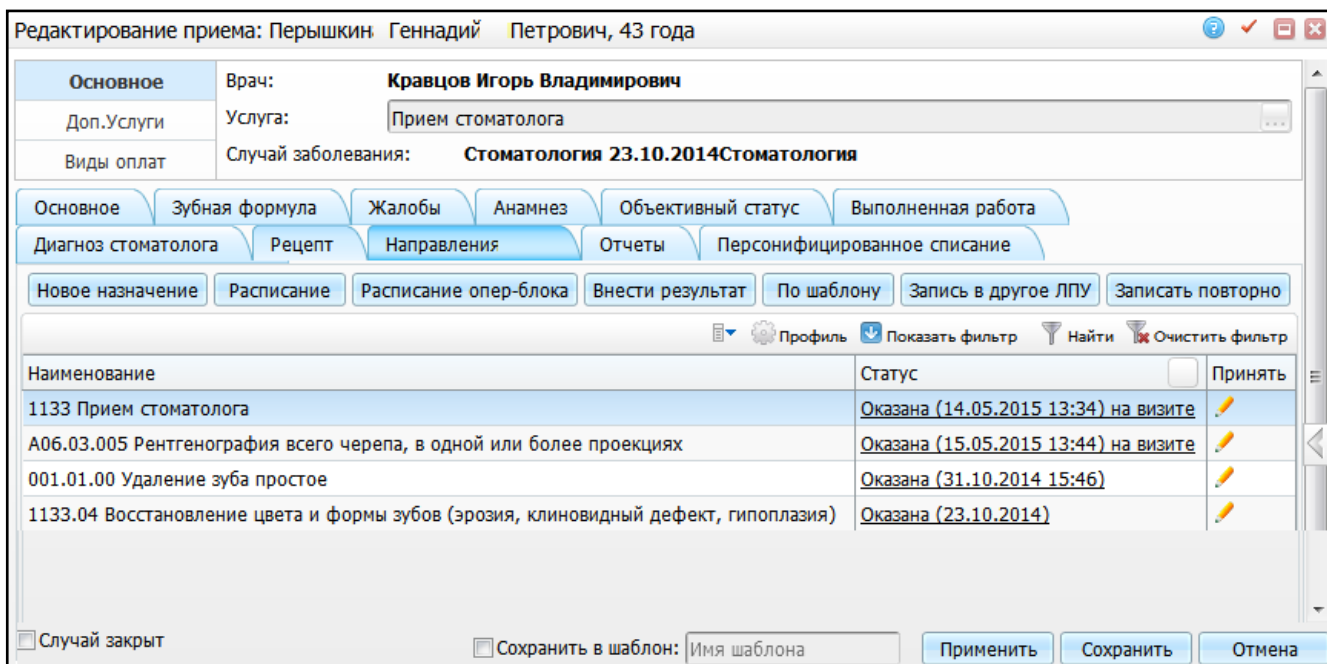 Редактирование приема: Перышкин Геннадий Петрович, 43 года
Основное
Доп.Услуги
Виды оплат
Врач: Кравцов Игорь Владимирович
Услуга: Прием стоматолога ...
Случай заболевания: Стоматология 23.10.2014Стоматология
Основное Зубная формула Жалобы Анамнез Объективный статус Выполненная работа
Диагноз стоматолога Рецепт Направления Отчеты Персонифицированное списание
Новое назначение Расписание Расписание опер-блока Внести результат По шаблону Запись в другое ЛПУ Записать повторно
Профиль Показать фильтр Найти Очистить фильтр
Наименование Статус Принять
1133 Прием стоматолога Оказана (14.05.2015 13:34) на визите
A06.03.005 Рентгенография всего черепа, в одной или более проекциях Оказана (15.05.2015 13:44) на визите
001.01.00 Удаление зуба простое Оказана (31.10.2014 15:46)
1133.04 Восстановление цвета и формы зубов (эрозия, клиновидный дефект, гипоплазия) Оказана (23.10.2014)
Случай закрыт Сохранить в шаблон: Имя шаблона Применить Сохранить Отмена